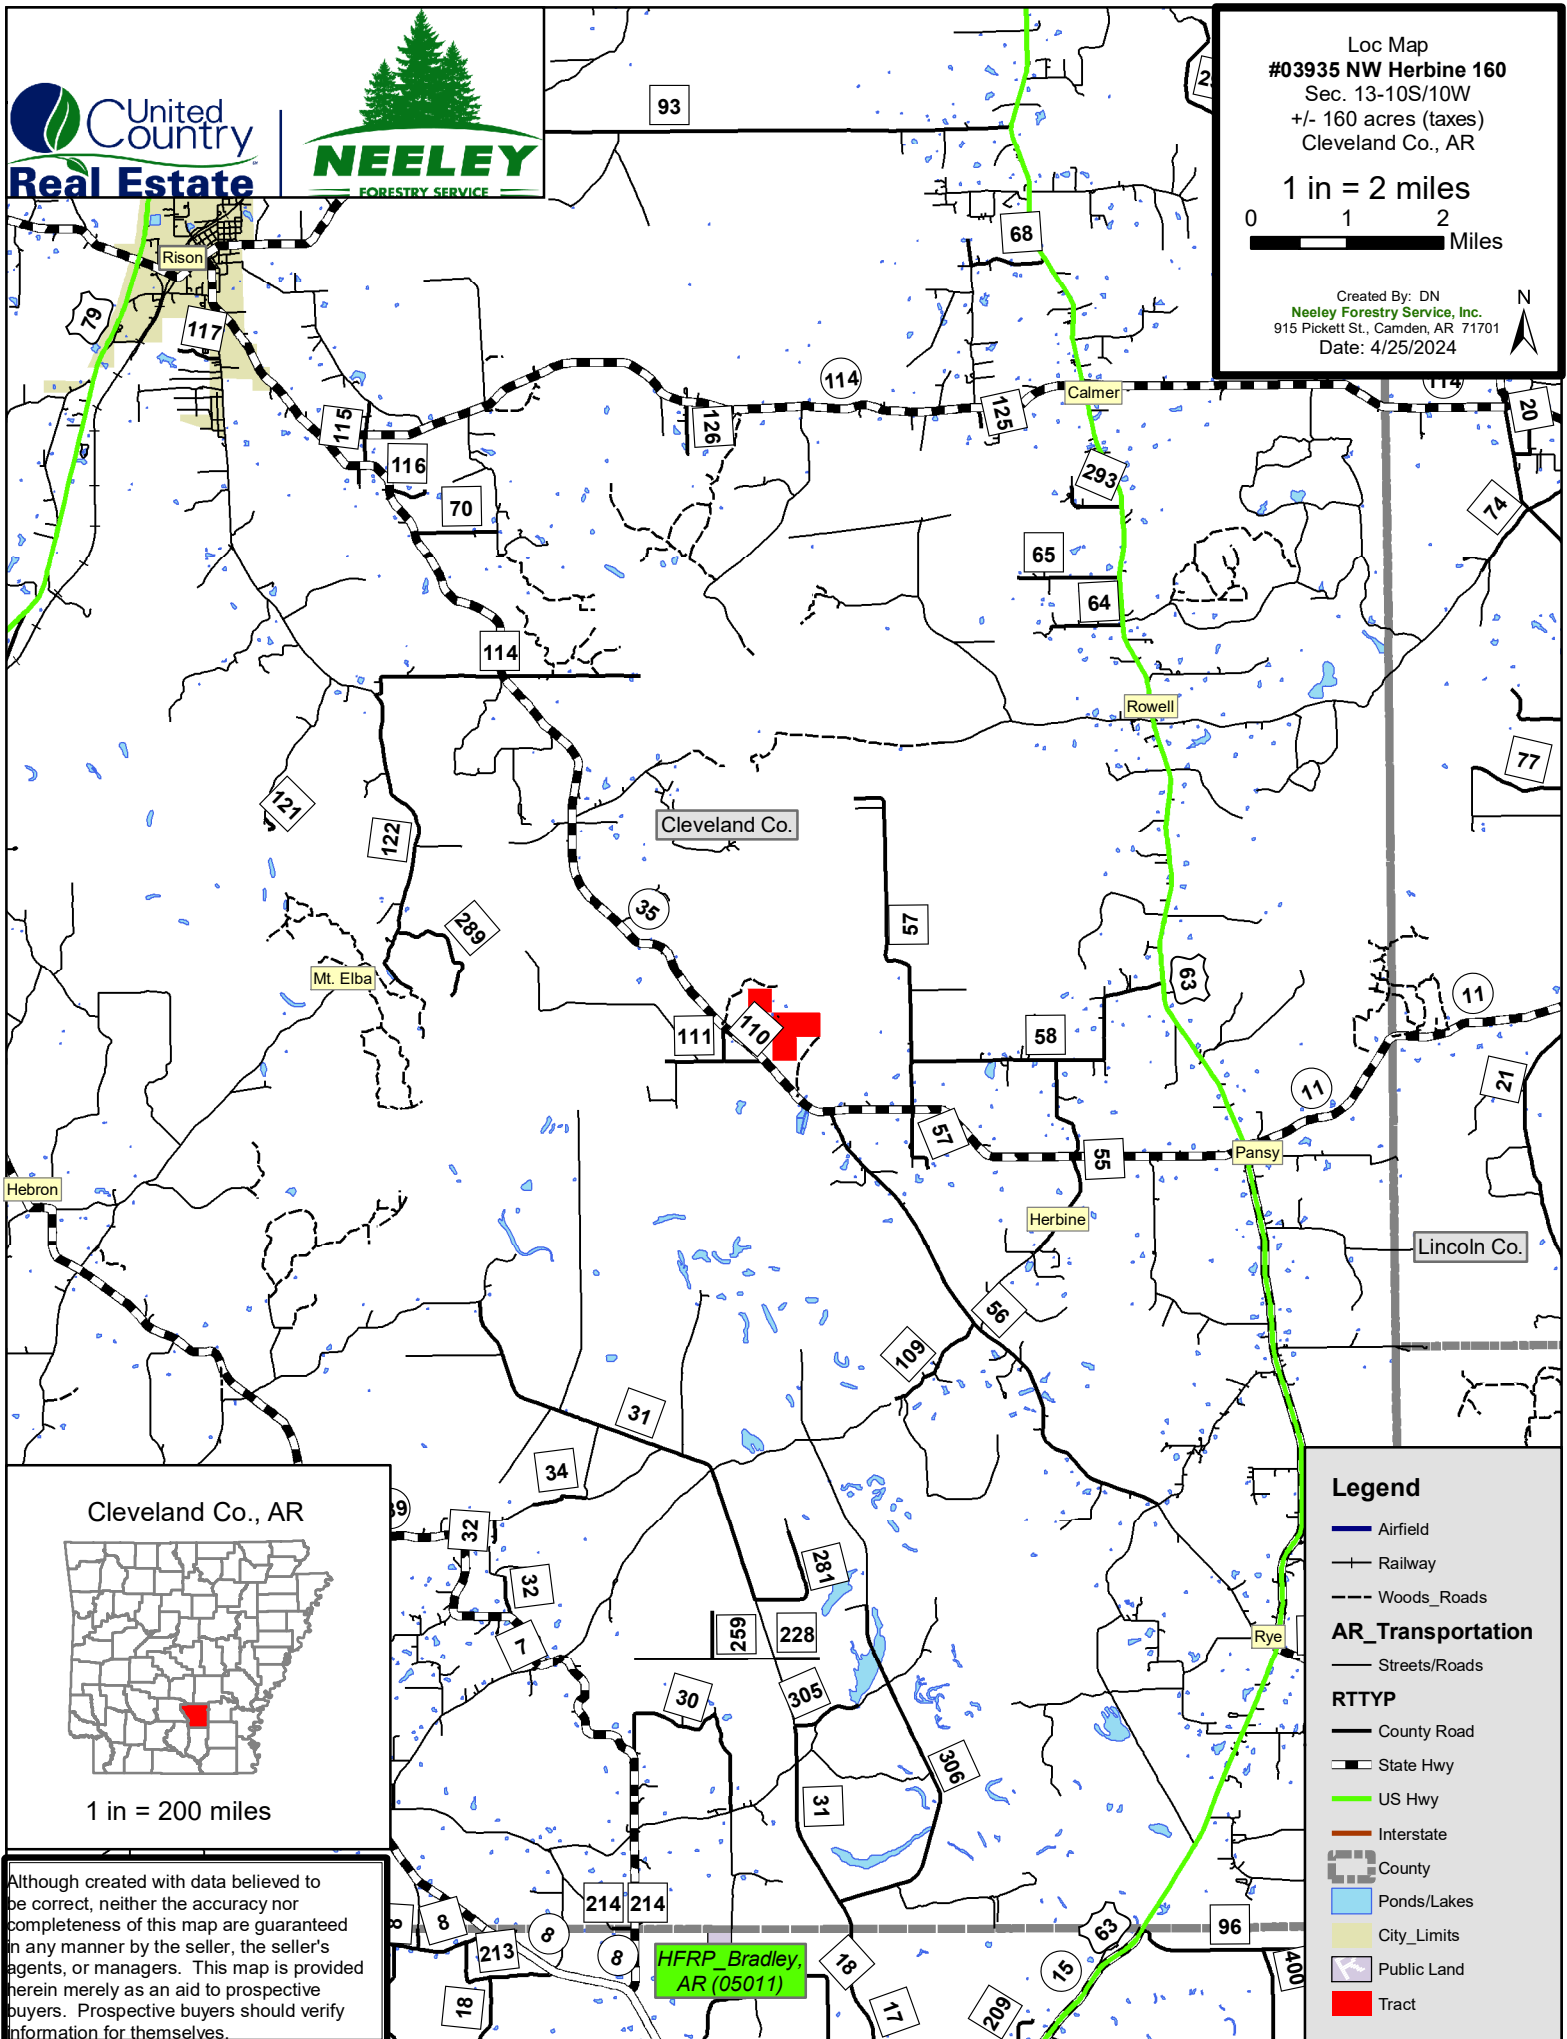 United
Country
Real Estate
NEELEY
FORESTRY SERVICE
Loc Map
#03935 NW Herbine 160
Sec. 13-10S/10W
+/- 160 acres (taxes)
Cleveland Co., AR
1 in = 2 miles
0 1 2
Miles
Created By: DN
Neeley Forestry Service, Inc.
915 Pickett St., Camden, AR 71701
Date: 4/25/2024
N
93
68
Rison
79
117
114
Calmer
114
115
126
125
20
116
293
70
74
65
64
114
Rowell
77
121
Cleveland Co.
122
35
57
289
Mt. Elba
63
11
110
111
58
21
11
57
55
Pansy
Hebron
Herbine
Lincoln Co.
56
109
31
34
32
281
32
259
228
7
Rye
30
305
306
31
214
214
8
8
213
8
8
63
96
HFRP_Bradley,
AR (05011)
18
15
400
18
17
209
Cleveland Co., AR
1 in = 200 miles
Although created with data believed to
be correct, neither the accuracy nor
completeness of this map are guaranteed
in any manner by the seller, the seller's
agents, or managers. This map is provided
herein merely as an aid to prospective
buyers. Prospective buyers should verify
information for themselves.
Legend
Airfield
Railway
Woods_Roads
AR_Transportation
Streets/Roads
RTTYP
County Road
State Hwy
US Hwy
Interstate
County
Ponds/Lakes
City_Limits
Public Land
Tract